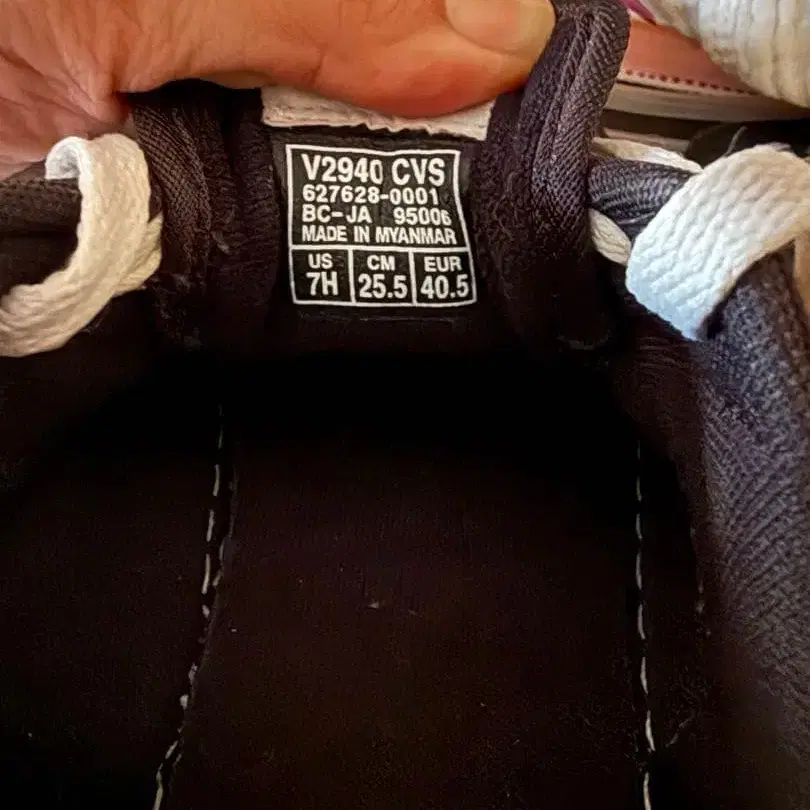 V2940 CVS
627628-0001
BC-JA 95006
MADE IN MYANMAR
US CM EUR
7H 25.5 40.5